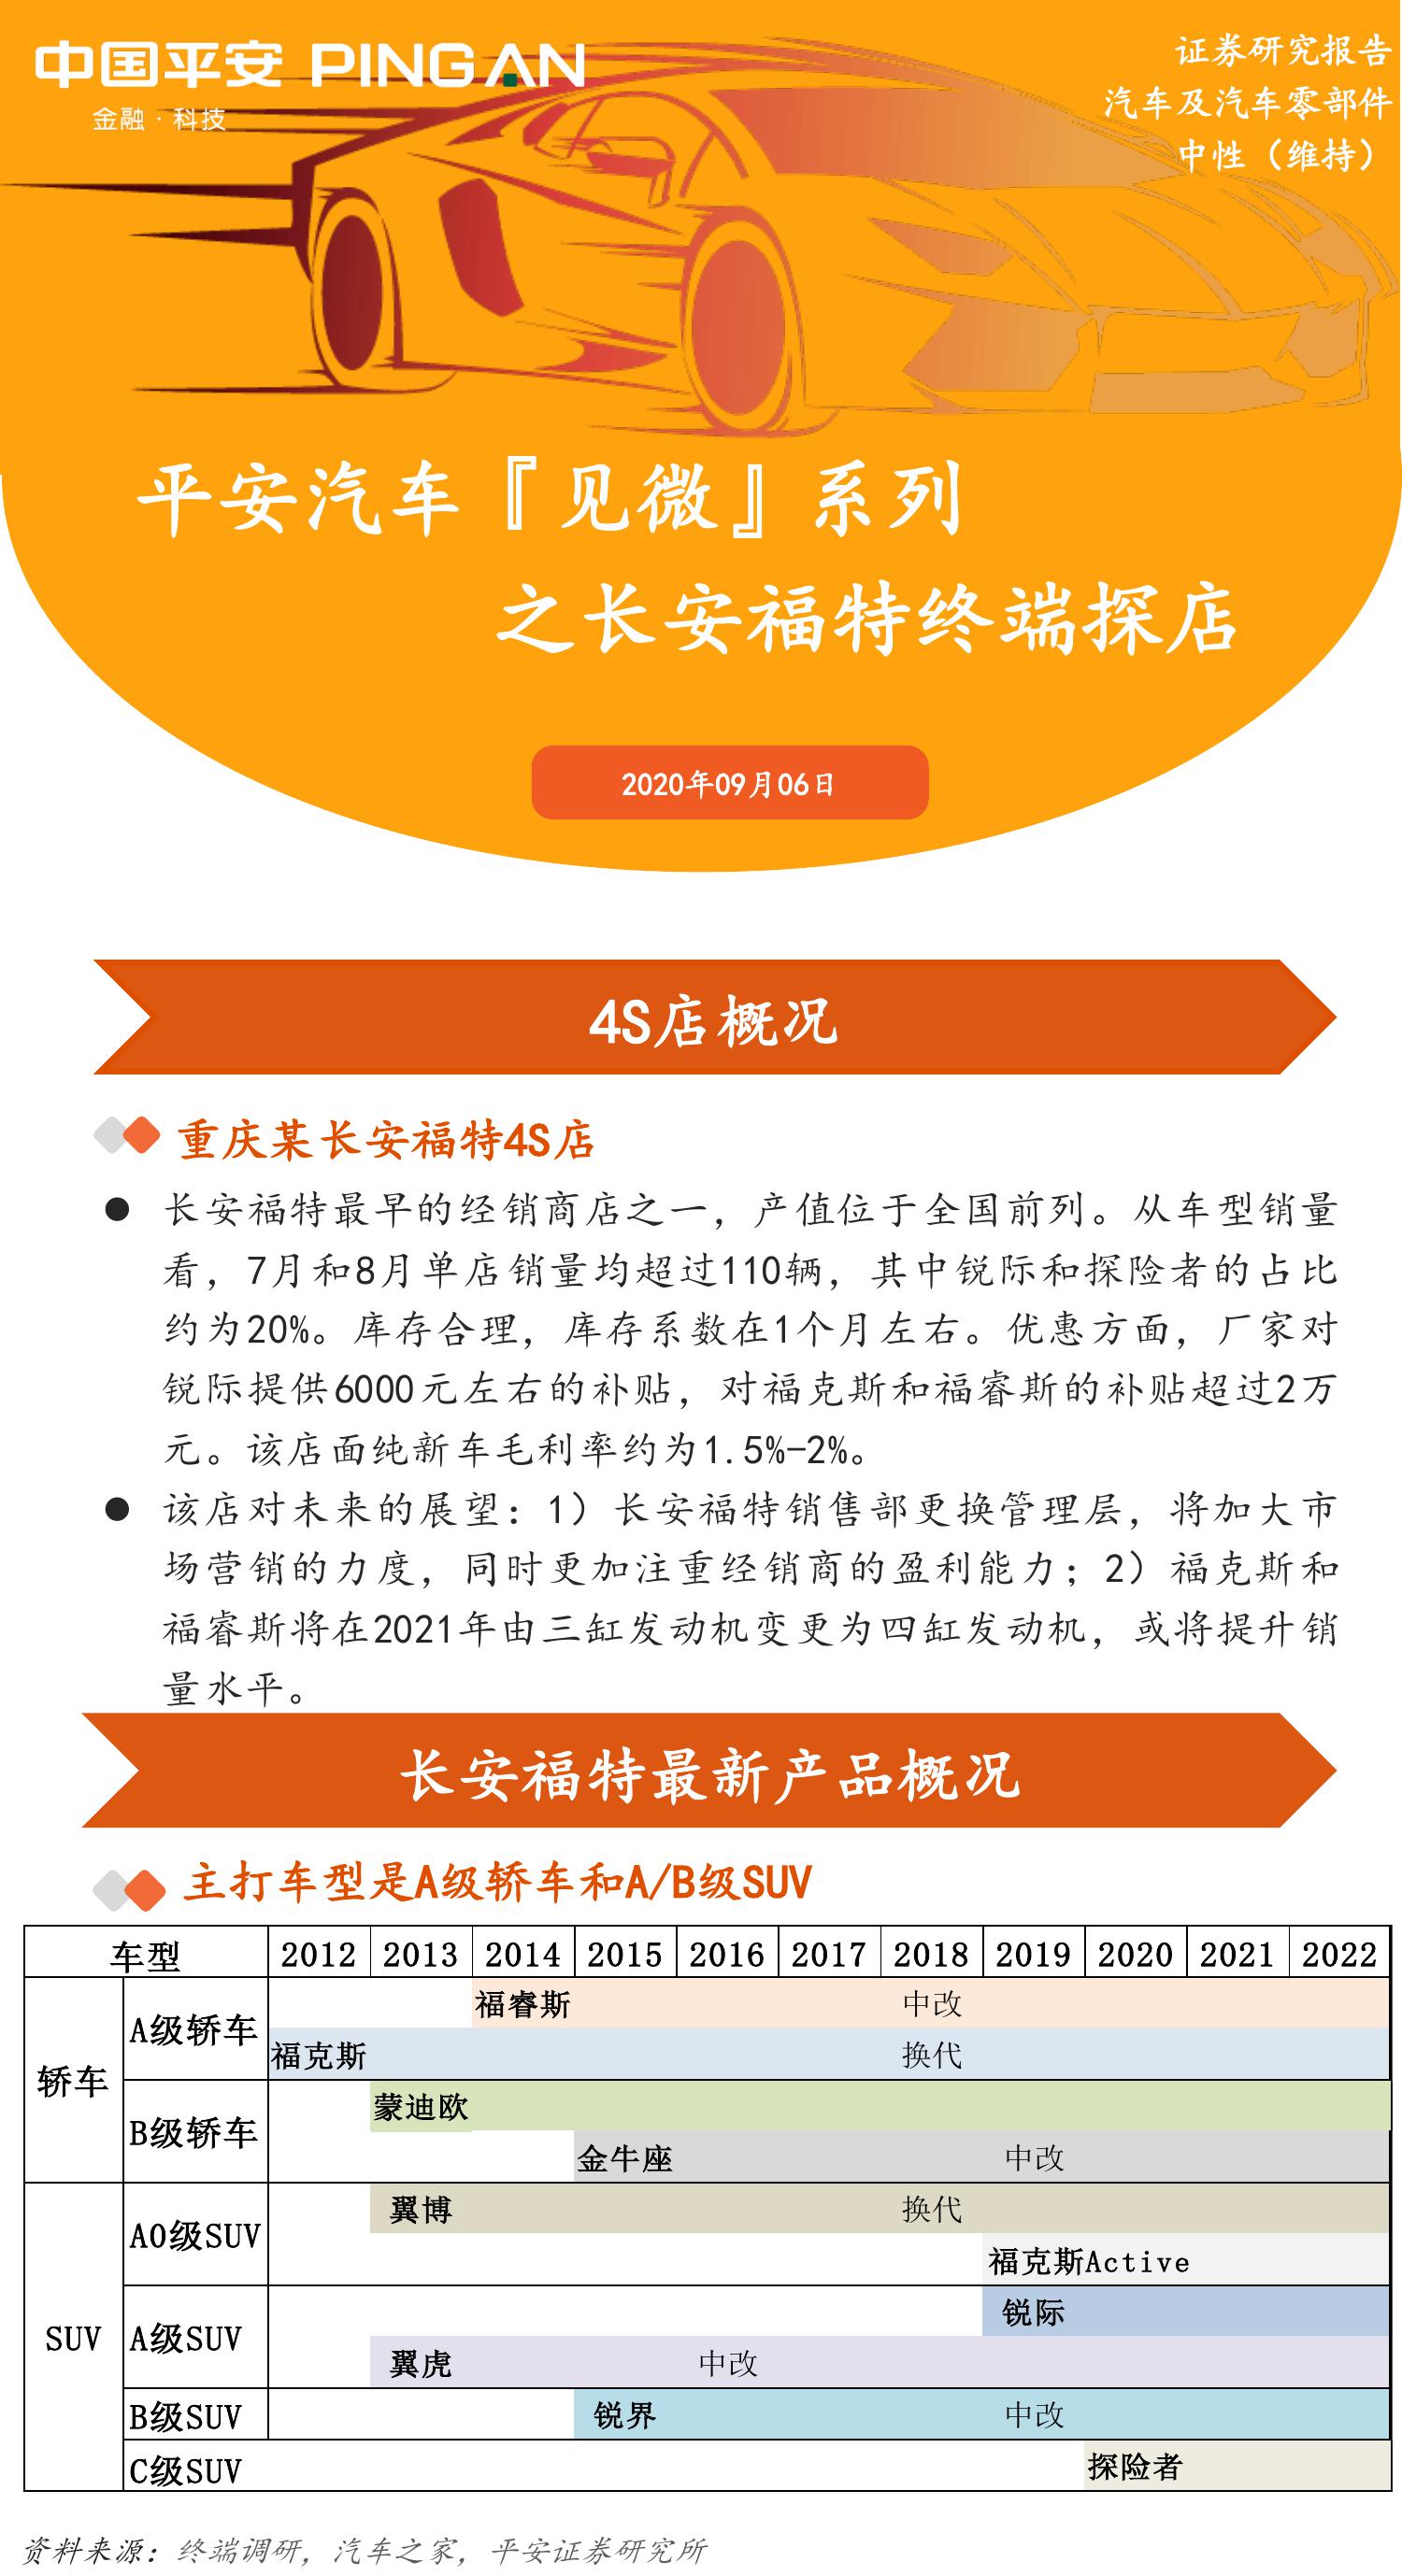 中国平安 PINGAN
金融·科技
证券研究报告
汽车及汽车零部件
中性（维持）
平安汽车『见微』系列
之长安福特终端探店
2020年09月06日
4S店概况
重庆某长安福特4S店
● 长安福特最早的经销商店之一，产值位于全国前列。从车型销量
看，7月和8月单店销量均超过110辆，其中锐际和探险者的占比
约为20%。库存合理，库存系数在1个月左右。优惠方面，厂家对
锐际提供6000元左右的补贴，对福克斯和福睿斯的补贴超过2万
元。该店面纯新车毛利率约为1.5%-2%。
● 该店对未来的展望：1）长安福特销售部更换管理层，将加大市
场营销的力度，同时更加注重经销商的盈利能力；2）福克斯和
福睿斯将在2021年由三缸发动机变更为四缸发动机，或将提升销
量水平。
长安福特最新产品概况
主打车型是A级轿车和A/B级SUV
车型 2012 2013 2014 2015 2016 2017 2018 2019 2020 2021 2022
轿车 A级轿车 福睿斯 中改
福克斯 换代
B级轿车 蒙迪欧
金牛座 中改
SUV A0级SUV 翼博 换代
福克斯Active
A级SUV 锐际
翼虎 中改
B级SUV 锐界 中改
C级SUV 探险者
资料来源：终端调研，汽车之家，平安证券研究所